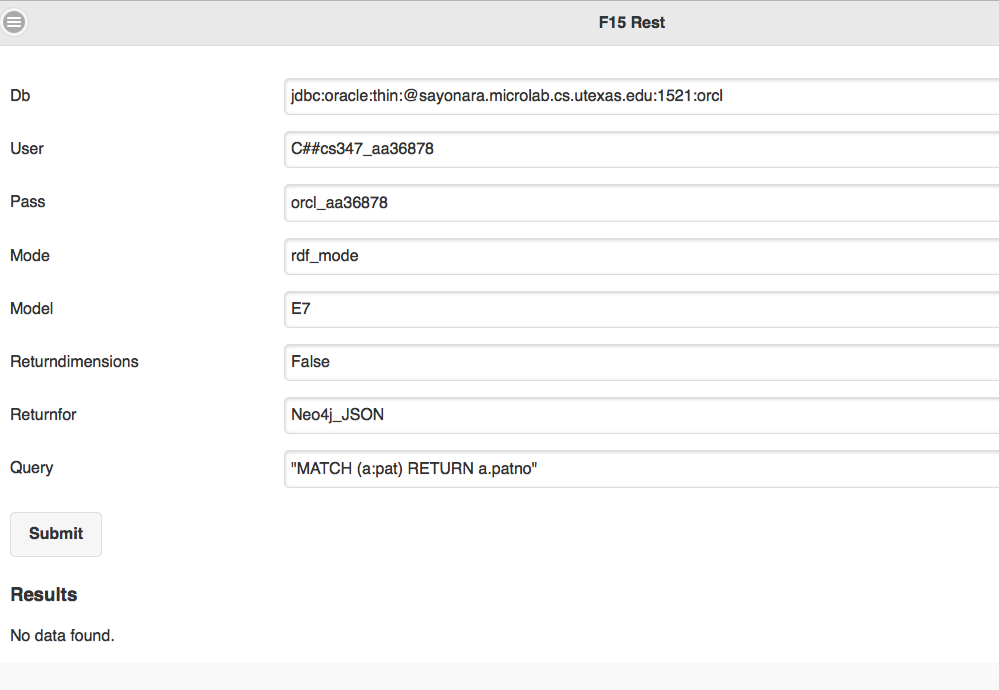 F15 Rest
Db jdbc:oracle:thin:@sayonara.microlab.cs.utexas.edu:1521:orcl
User C##cs347_aa36878
Pass orcl_aa36878
Mode rdf_mode
Model E7
Returndimensions False
Returnfor Neo4j_JSON
Query "MATCH (a:pat) RETURN a.patno"
Submit
Results
No data found.